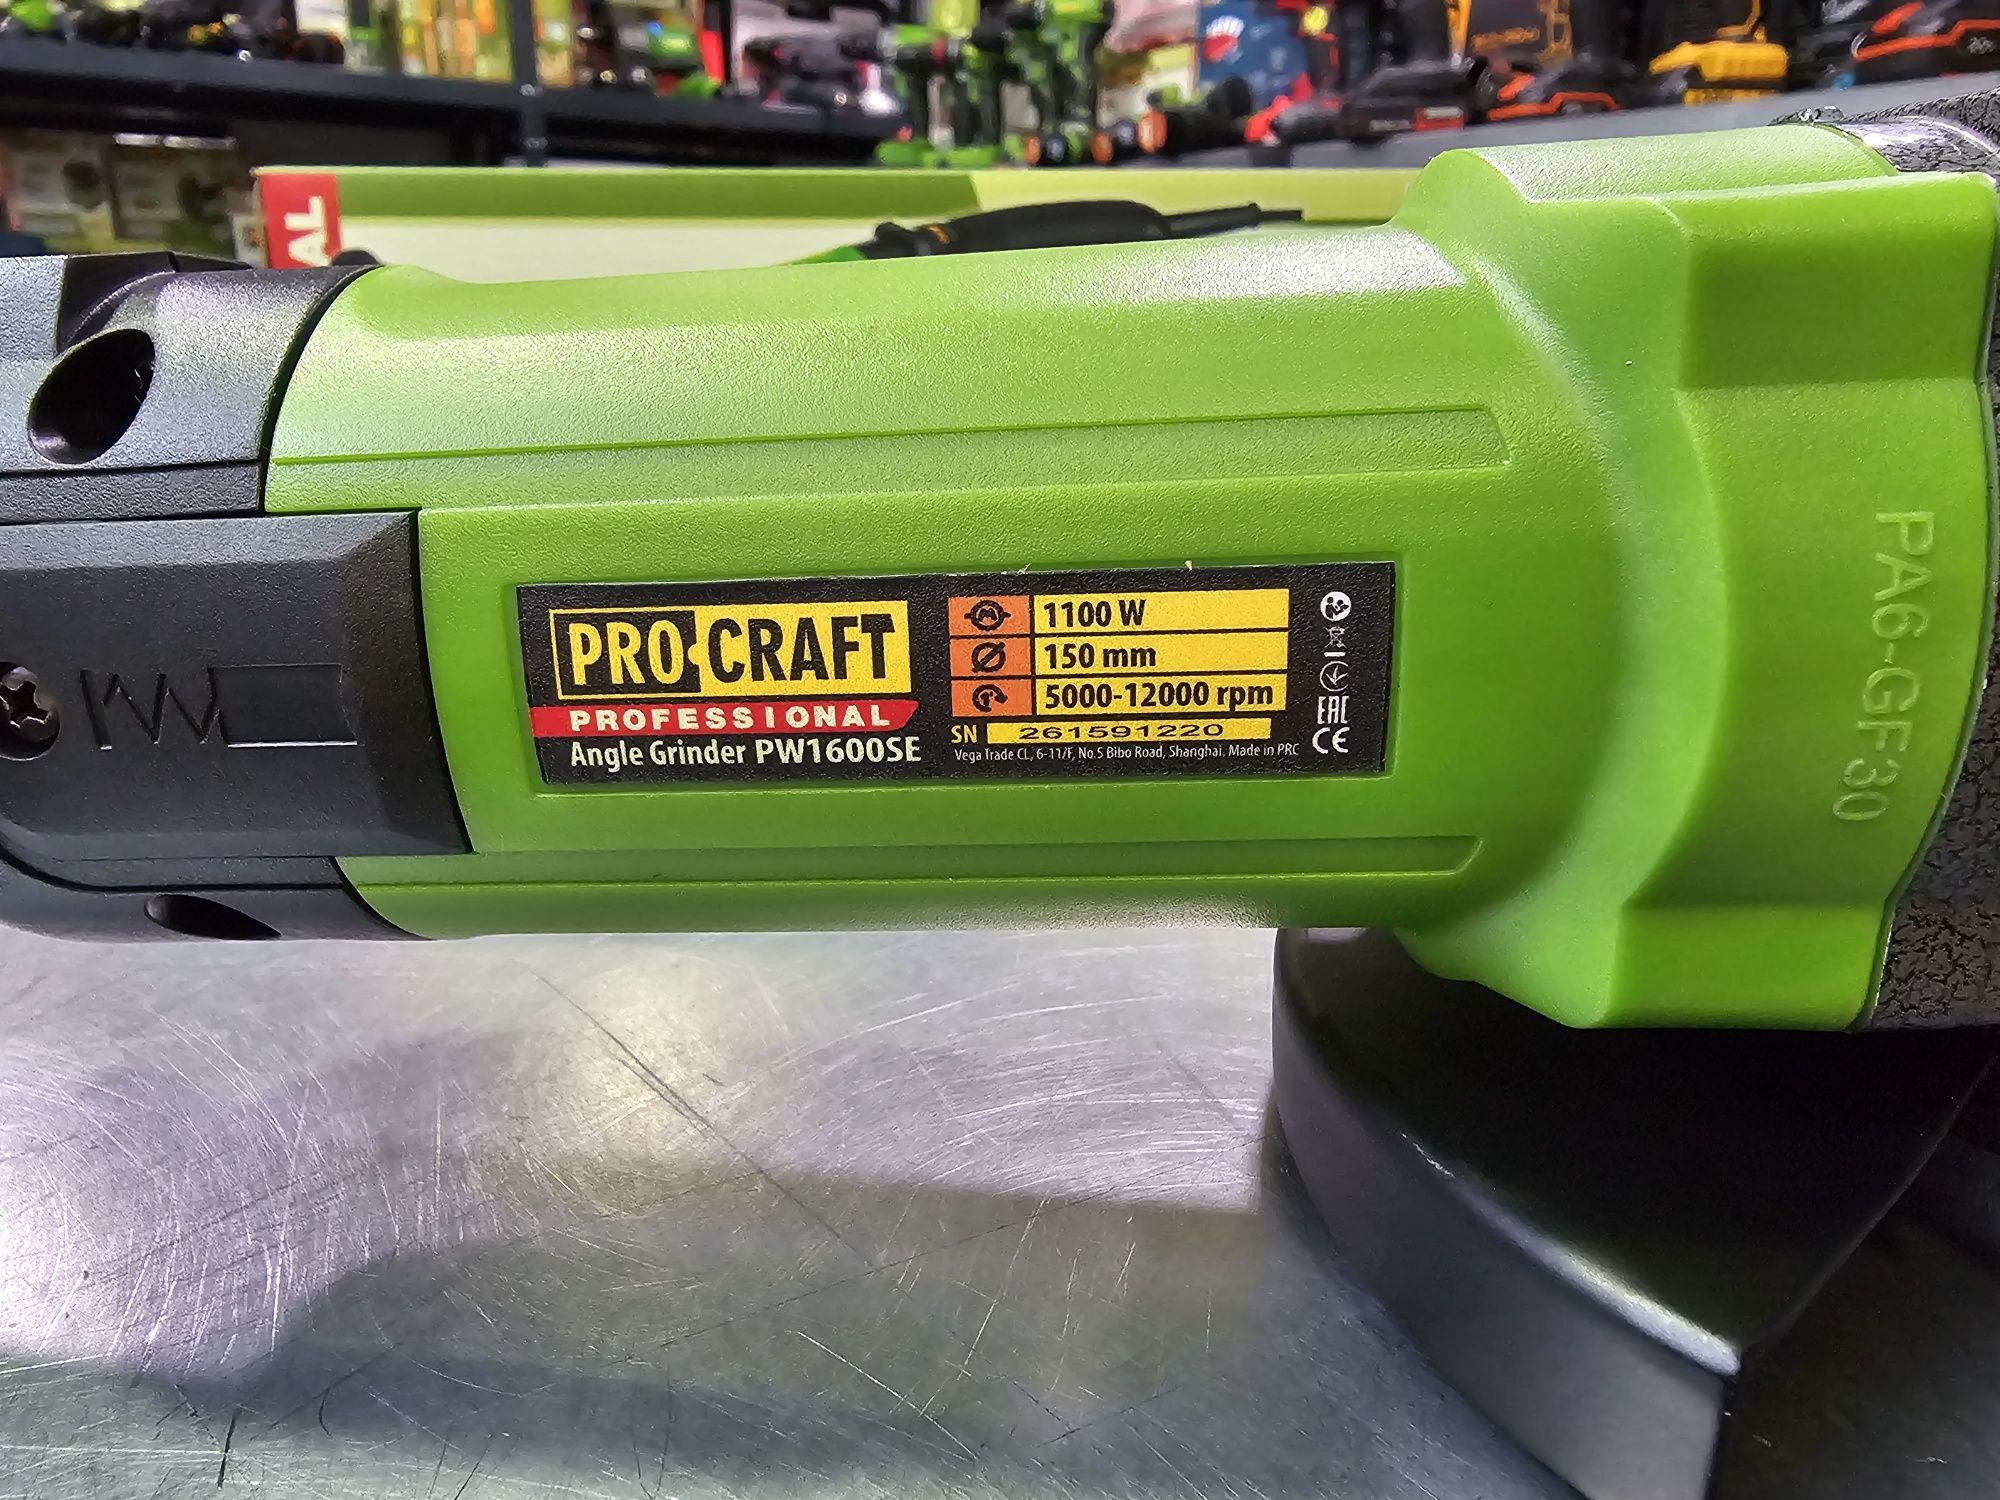 AL
PRO CRAFT
PROFESSIONAL
Angle Grinder PW1600SE
1100 W
150 mm
5000-12000 rpm
SN 261591220
Vega Trade CL, 6-11/F, No.5 Bibo Road, Shanghai. Made in PRC
EAC
CE
PA6-GF30